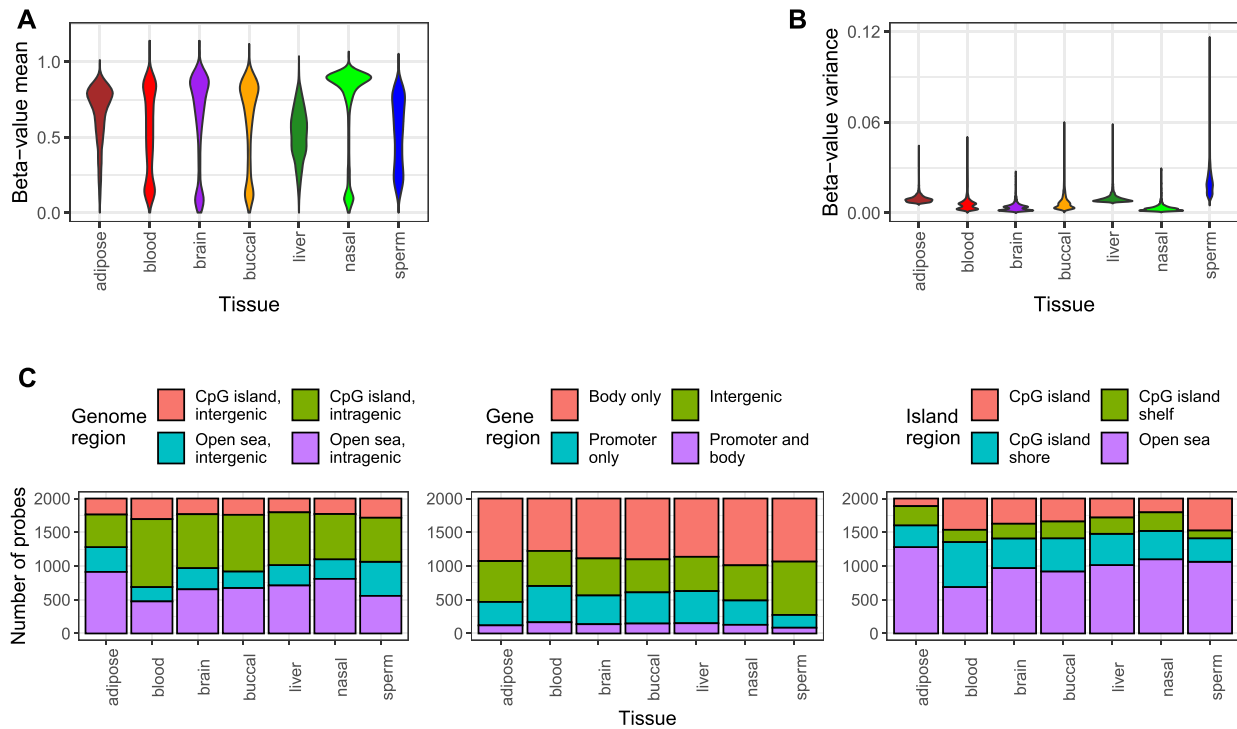 A
Beta-value mean
1.0
0.5
0.0
adipose
blood
brain
buccal
liver
nasal
sperm
Tissue
B
Beta-value variance
0.12
0.06
0.00
adipose
blood
brain
buccal
liver
nasal
sperm
Tissue
C
Genome
region
CpG island,
intergenic
CpG island,
intragenic
Open sea,
intergenic
Open sea,
intragenic
Number of probes
2000
1500
1000
500
0
adipose
blood
brain
buccal
liver
nasal
sperm
Gene
region
Body only
Intergenic
Promoter
only
Promoter and
body
2000
1500
1000
500
0
adipose
blood
brain
buccal
liver
nasal
sperm
Tissue
Island
region
CpG island
CpG island
shelf
CpG island
shore
Open sea
2000
1500
1000
500
0
adipose
blood
brain
buccal
liver
nasal
sperm